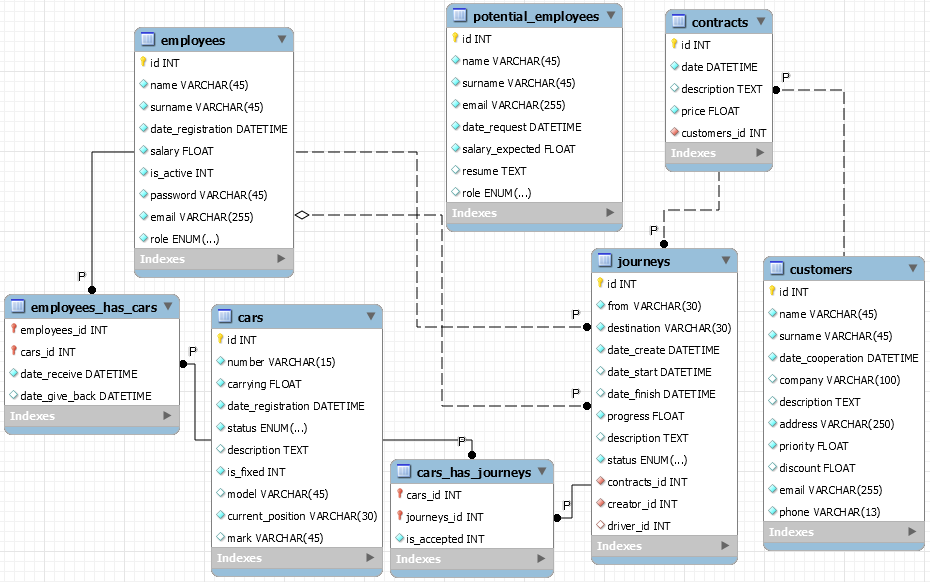 employees
id INT
name VARCHAR(45)
surname VARCHAR(45)
date_registration DATETIME
salary FLOAT
is_active INT
password VARCHAR(45)
email VARCHAR(255)
role ENUM(...)
Indexes
potential_employees
id INT
name VARCHAR(45)
surname VARCHAR(45)
email VARCHAR(255)
date_request DATETIME
salary_expected FLOAT
resume TEXT
role ENUM(...)
Indexes
contracts
id INT
date DATETIME
description TEXT
price FLOAT
customers_id INT
Indexes
P
P
P
P
P
P
P
P
employees_has_cars
employees_id INT
cars_id INT
date_receive DATETIME
date_give_back DATETIME
Indexes
cars
id INT
number VARCHAR(15)
carrying FLOAT
date_registration DATETIME
status ENUM(...)
description TEXT
is_fixed INT
model VARCHAR(45)
current_position VARCHAR(30)
mark VARCHAR(45)
Indexes
cars_has_journeys
cars_id INT
journeys_id INT
is_accepted INT
Indexes
journeys
id INT
from VARCHAR(30)
destination VARCHAR(30)
date_create DATETIME
date_start DATETIME
date_finish DATETIME
progress FLOAT
description TEXT
status ENUM(...)
contracts_id INT
creator_id INT
driver_id INT
Indexes
customers
id INT
name VARCHAR(45)
surname VARCHAR(45)
date_cooperation DATETIME
company VARCHAR(100)
description TEXT
address VARCHAR(250)
priority FLOAT
discount FLOAT
email VARCHAR(255)
phone VARCHAR(13)
Indexes